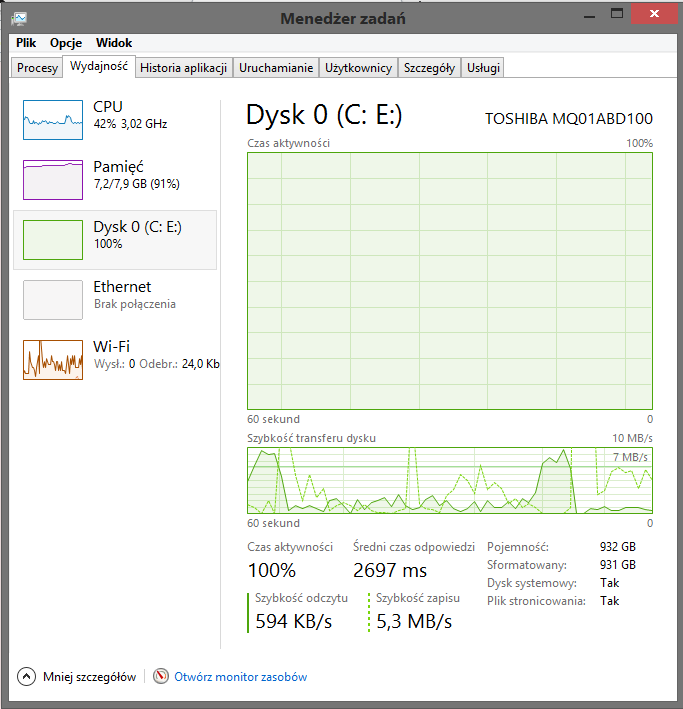 Menedżer zadań
Plik Opcje Widok
Procesy Wydajność Historia aplikacji Uruchamianie Użytkownicy Szczegóły Usługi
CPU
42% 3,02 GHz
Pamięć
7,2/7,9 GB (91%)
Dysk 0 (C: E:)
100%
Ethernet
Brak połączenia
Wi-Fi
Wysł.: 0 Odebr.: 24,0 Kb
Dysk 0 (C: E:) TOSHIBA MQ01ABD100
Czas aktywności 100%
60 sekund 0
Szybkość transferu dysku 10 MB/s
7 MB/s
60 sekund 0
Czas aktywności
100%
Średni czas odpowiedzi
2697 ms
Szybkość odczytu
594 KB/s
Szybkość zapisu
5,3 MB/s
Pojemność: 932 GB
Sformatowany: 931 GB
Dysk systemowy: Tak
Plik stronicowania: Tak
Mniej szczegółów Otwórz monitor zasobów